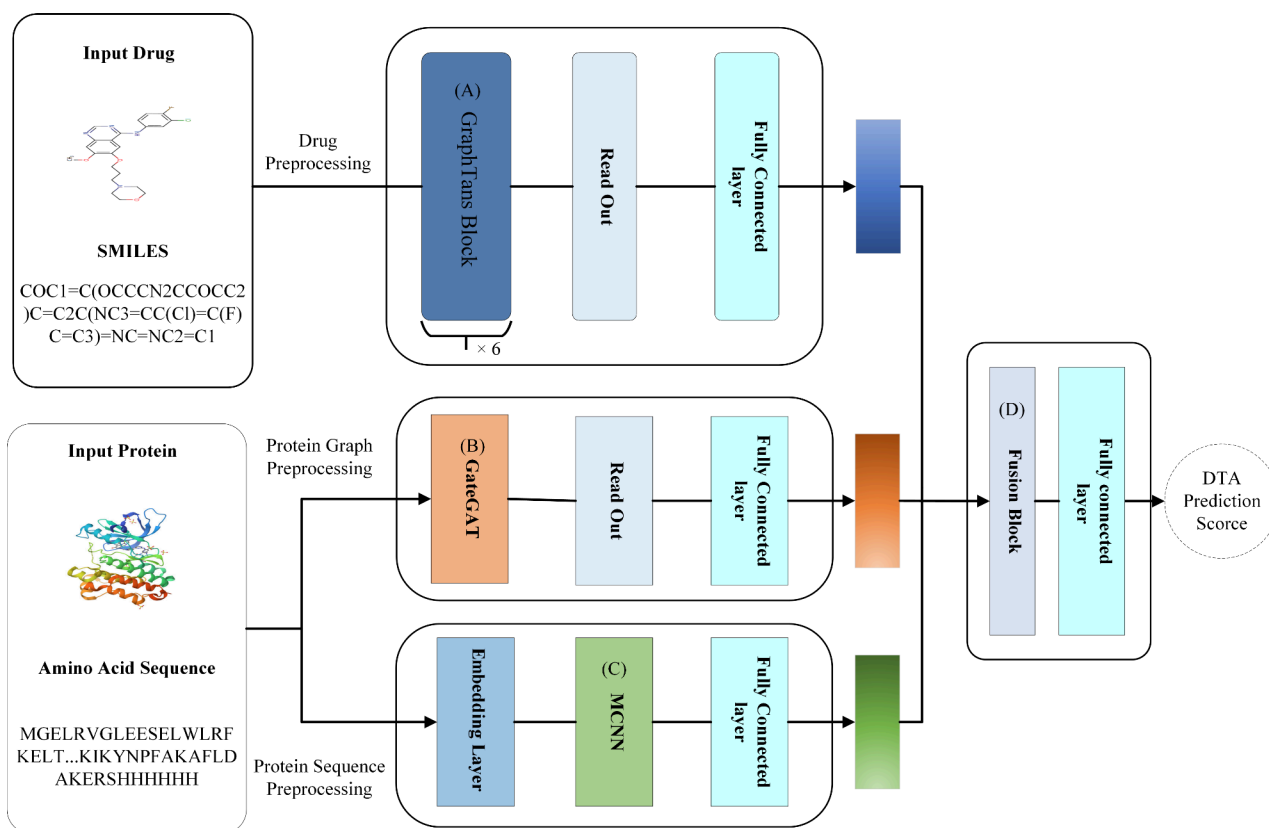 Input Drug
SMILES
COC1=C(OCCCN2CCOCC2
)C=C2C(NC3=CC(Cl)=C(F)
C=C3)=NC=NC2=C1
Drug
Preprocessing
(A)
GraphTans Block
× 6
Read Out
Fully Connected
layer
Input Protein
Amino Acid Sequence
MGELRVGLEESELWLRF
KELT...KIKYNPFAKAFLD
AKERSHHHHHH
Protein Graph
Preprocessing
(B)
GateGAT
Read Out
Fully Connected
layer
Protein Sequence
Preprocessing
Embedding Layer
(C)
MCNN
Fully Connected
layer
(D)
Fusion Block
Fully connected
layer
DTA
Prediction
Scorce